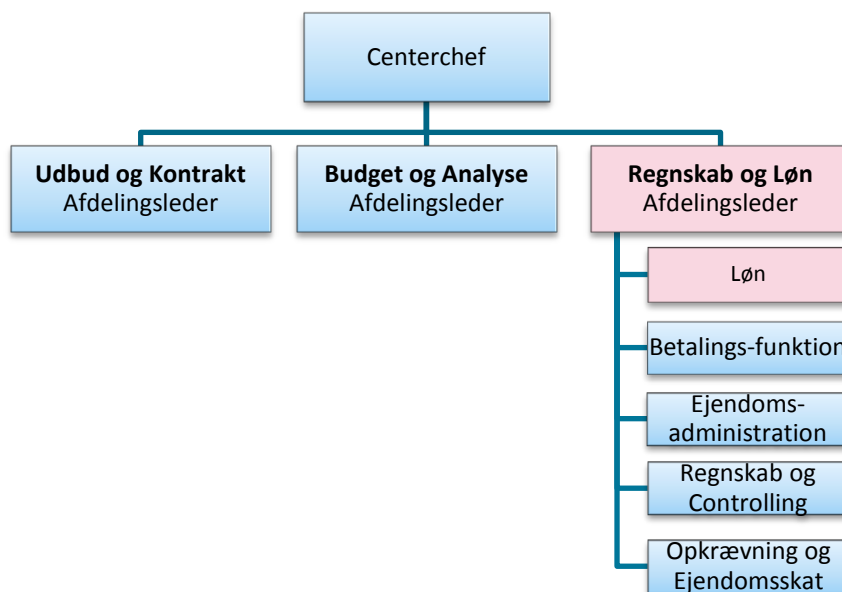 Centerchef
Udbud og Kontrakt
Afdelingsleder
Budget og Analyse
Afdelingsleder
Regnskab og Løn
Afdelingsleder
Løn
Betalings-funktion
Ejendoms-
administration
Regnskab og
Controlling
Opkrævning og
Ejendomsskat